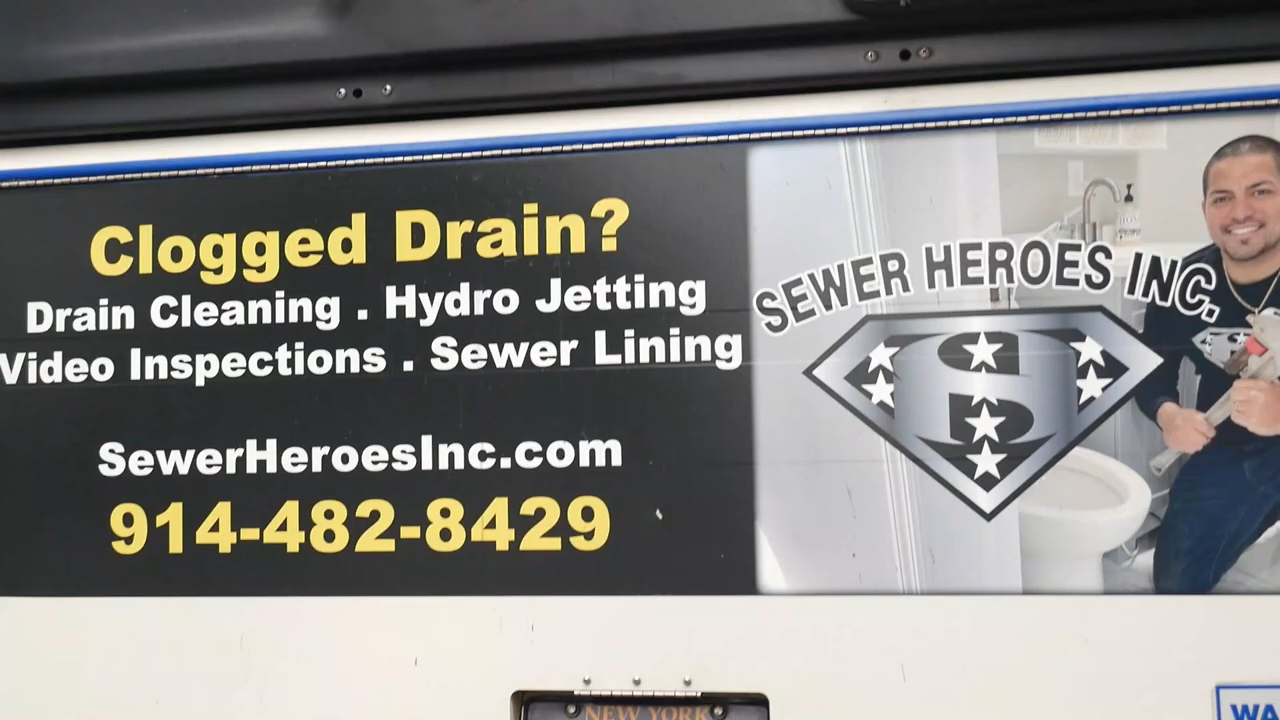 Clogged Drain?
Drain Cleaning . Hydro Jetting
Video Inspections . Sewer Lining
SewerHeroesInc.com
914-482-8429
SEWER HEROES INC.
S
NEW YORK
WA